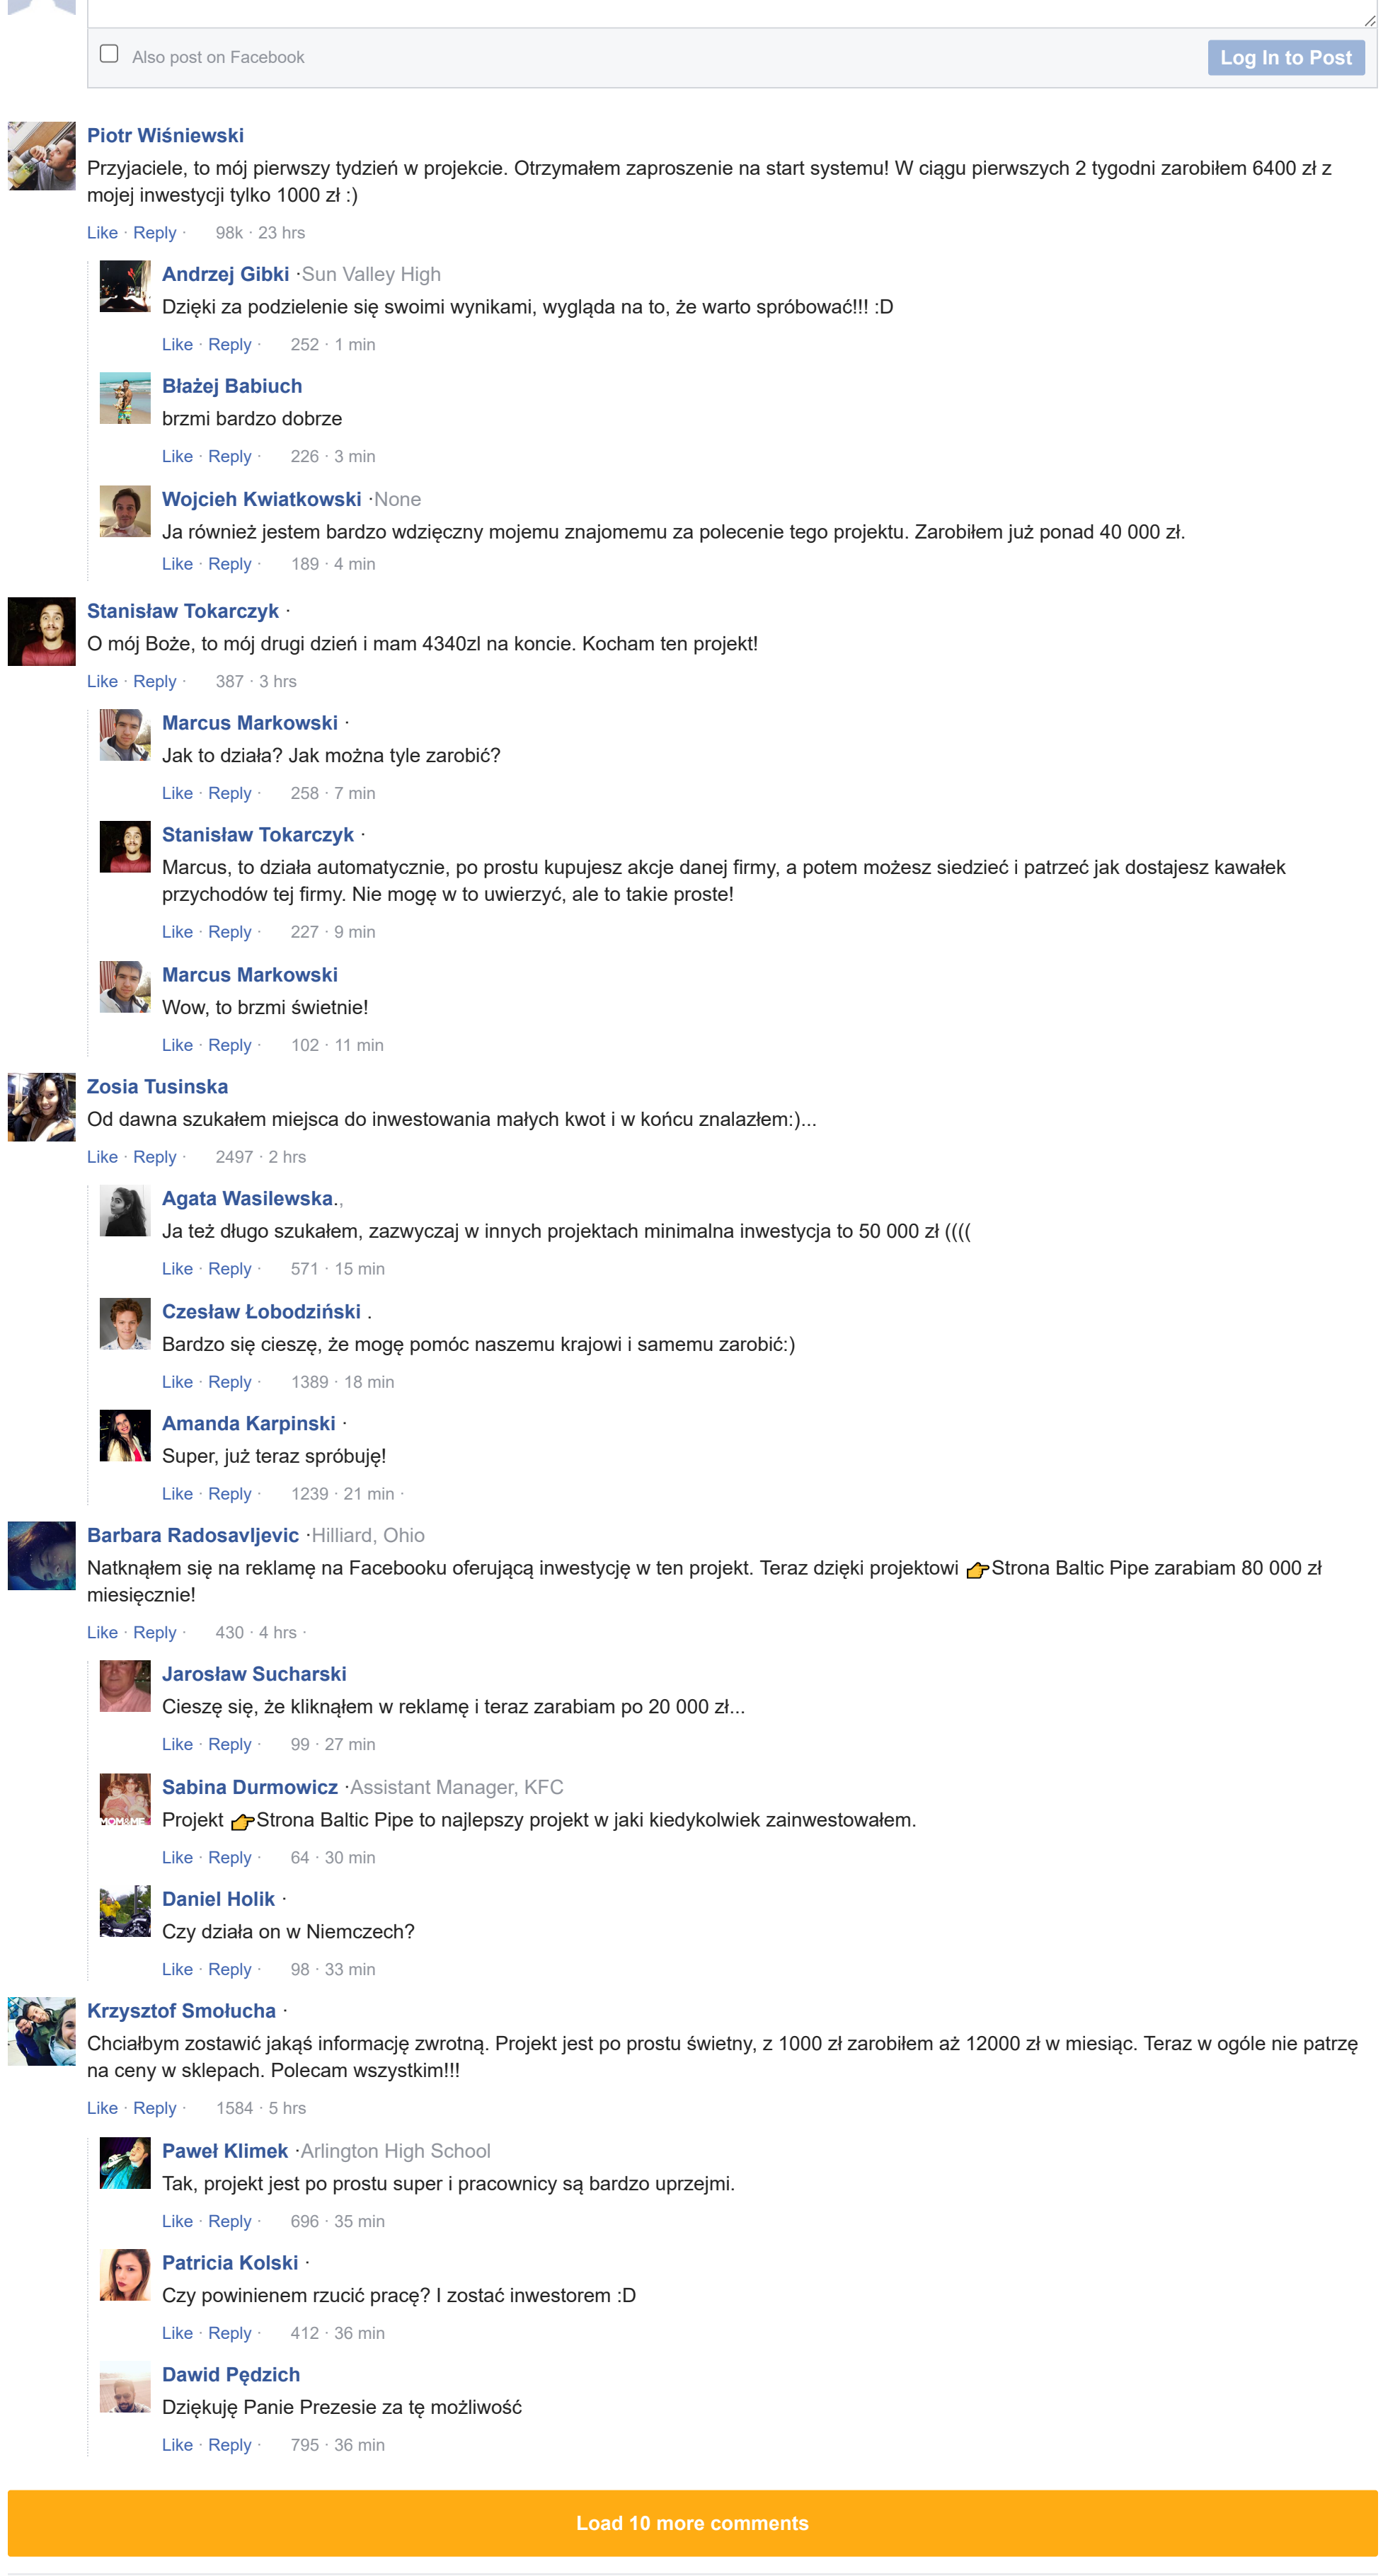 Also post on Facebook
Log In to Post
Piotr Wiśniewski
Przyjaciele, to mój pierwszy tydzień w projekcie. Otrzymałem zaproszenie na start systemu! W ciągu pierwszych 2 tygodni zarobiłem 6400 zł z
mojej inwestycji tylko 1000 zł :)
Like · Reply · 98k · 23 hrs
Andrzej Gibki ·Sun Valley High
Dzięki za podzielenie się swoimi wynikami, wygląda na to, że warto spróbować!!! :D
Like · Reply · 252 · 1 min
Błażej Babiuch
brzmi bardzo dobrze
Like · Reply · 226 · 3 min
Wojcieh Kwiatkowski ·None
Ja również jestem bardzo wdzięczny mojemu znajomemu za polecenie tego projektu. Zarobiłem już ponad 40 000 zł.
Like · Reply · 189 · 4 min
Stanisław Tokarczyk ·
O mój Boże, to mój drugi dzień i mam 4340zl na koncie. Kocham ten projekt!
Like · Reply · 387 · 3 hrs
Marcus Markowski ·
Jak to działa? Jak można tyle zarobić?
Like · Reply · 258 · 7 min
Stanisław Tokarczyk ·
Marcus, to działa automatycznie, po prostu kupujesz akcje danej firmy, a potem możesz siedzieć i patrzeć jak dostajesz kawałek
przychodów tej firmy. Nie mogę w to uwierzyć, ale to takie proste!
Like · Reply · 227 · 9 min
Marcus Markowski
Wow, to brzmi świetnie!
Like · Reply · 102 · 11 min
Zosia Tusinska
Od dawna szukałem miejsca do inwestowania małych kwot i w końcu znalazłem:)...
Like · Reply · 2497 · 2 hrs
Agata Wasilewska.,
Ja też długo szukałem, zazwyczaj w innych projektach minimalna inwestycja to 50 000 zł ((((
Like · Reply · 571 · 15 min
Czesław Łobodziński .
Bardzo się cieszę, że mogę pomóc naszemu krajowi i samemu zarobić:)
Like · Reply · 1389 · 18 min
Amanda Karpinski ·
Super, już teraz spróbuję!
Like · Reply · 1239 · 21 min ·
Barbara Radosavljevic ·Hilliard, Ohio
Natknąłem się na reklamę na Facebooku oferującą inwestycję w ten projekt. Teraz dzięki projektowi 👉Strona Baltic Pipe zarabiam 80 000 zł
miesięcznie!
Like · Reply · 430 · 4 hrs ·
Jarosław Sucharski
Cieszę się, że kliknąłem w reklamę i teraz zarabiam po 20 000 zł...
Like · Reply · 99 · 27 min
Sabina Durmowicz ·Assistant Manager, KFC
MOM&ME
Projekt 👉Strona Baltic Pipe to najlepszy projekt w jaki kiedykolwiek zainwestowałem.
Like · Reply · 64 · 30 min
Daniel Holik ·
Czy działa on w Niemczech?
Like · Reply · 98 · 33 min
Krzysztof Smołucha ·
Chciałbym zostawić jakąś informację zwrotną. Projekt jest po prostu świetny, z 1000 zł zarobiłem aż 12000 zł w miesiąc. Teraz w ogóle nie patrzę
na ceny w sklepach. Polecam wszystkim!!!
Like · Reply · 1584 · 5 hrs
Paweł Klimek ·Arlington High School
Tak, projekt jest po prostu super i pracownicy są bardzo uprzejmi.
Like · Reply · 696 · 35 min
Patricia Kolski ·
Czy powinienem rzucić pracę? I zostać inwestorem :D
Like · Reply · 412 · 36 min
Dawid Pędzich
Dziękuję Panie Prezesie za tę możliwość
Like · Reply · 795 · 36 min
Load 10 more comments